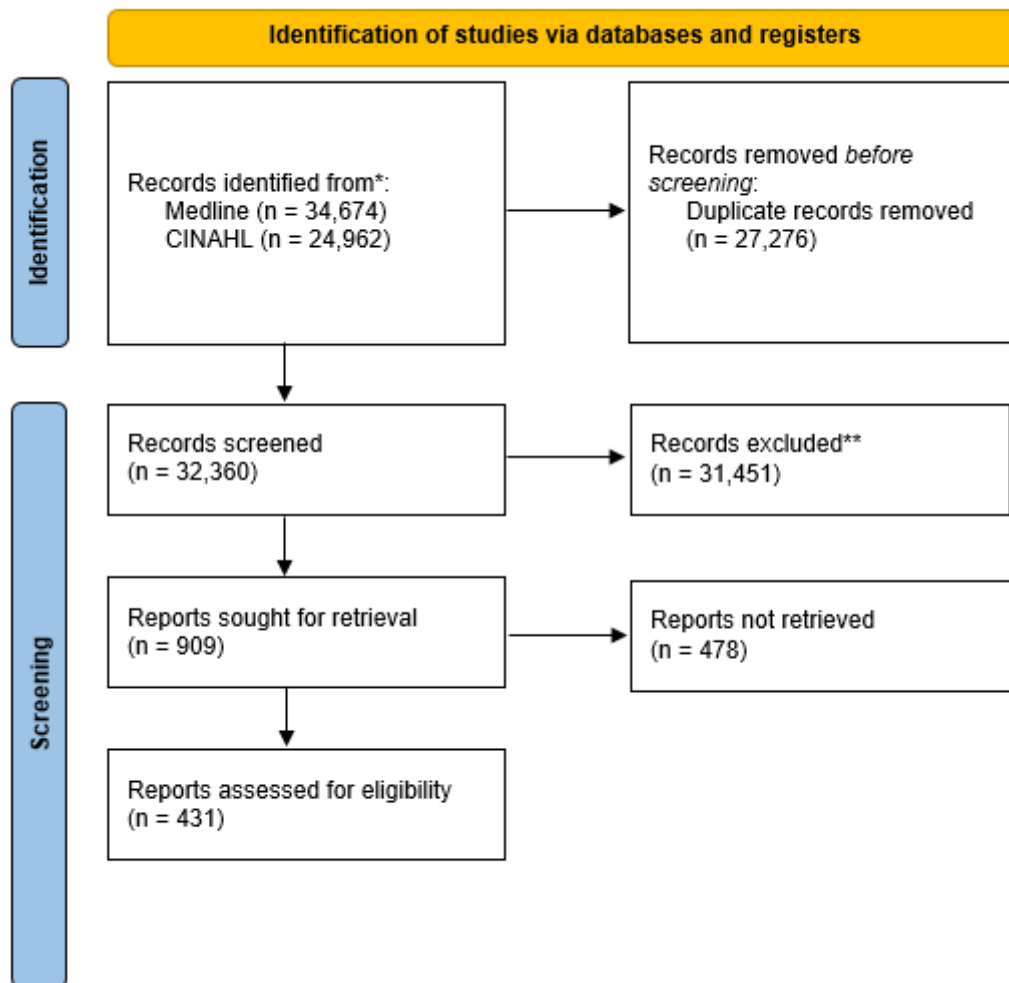 Identification of studies via databases and registers
Identification
Records identified from*:
Medline (n = 34,674)
CINAHL (n = 24,962)
Records removed before
screening:
Duplicate records removed
(n = 27,276)
Screening
Records screened
(n = 32,360)
Records excluded**
(n = 31,451)
Reports sought for retrieval
(n = 909)
Reports not retrieved
(n = 478)
Reports assessed for eligibility
(n = 431)